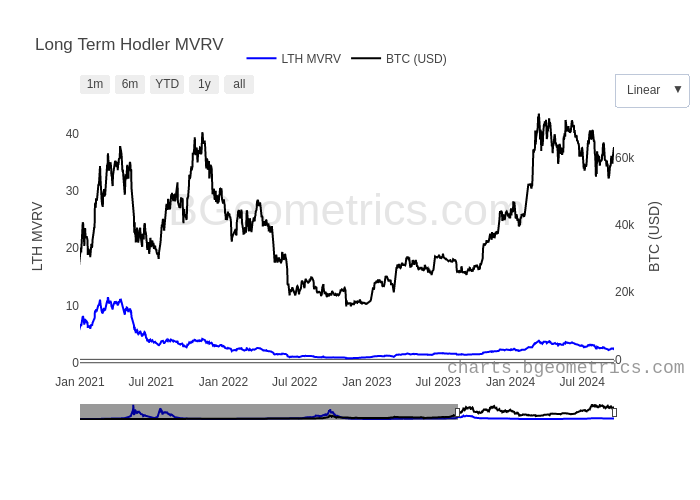 Long Term Hodler MVRV
LTH MVRV
BTC (USD)
1m
6m
YTD
1y
all
Linear ▼
40
30
20
10
0
LTH MVRV
60k
40k
20k
0
BTC (USD)
BGeometrics.com
Jan 2021
Jul 2021
Jan 2022
Jul 2022
Jan 2023
Jul 2023
Jan 2024
Jul 2024
charts.bgeometrics.com